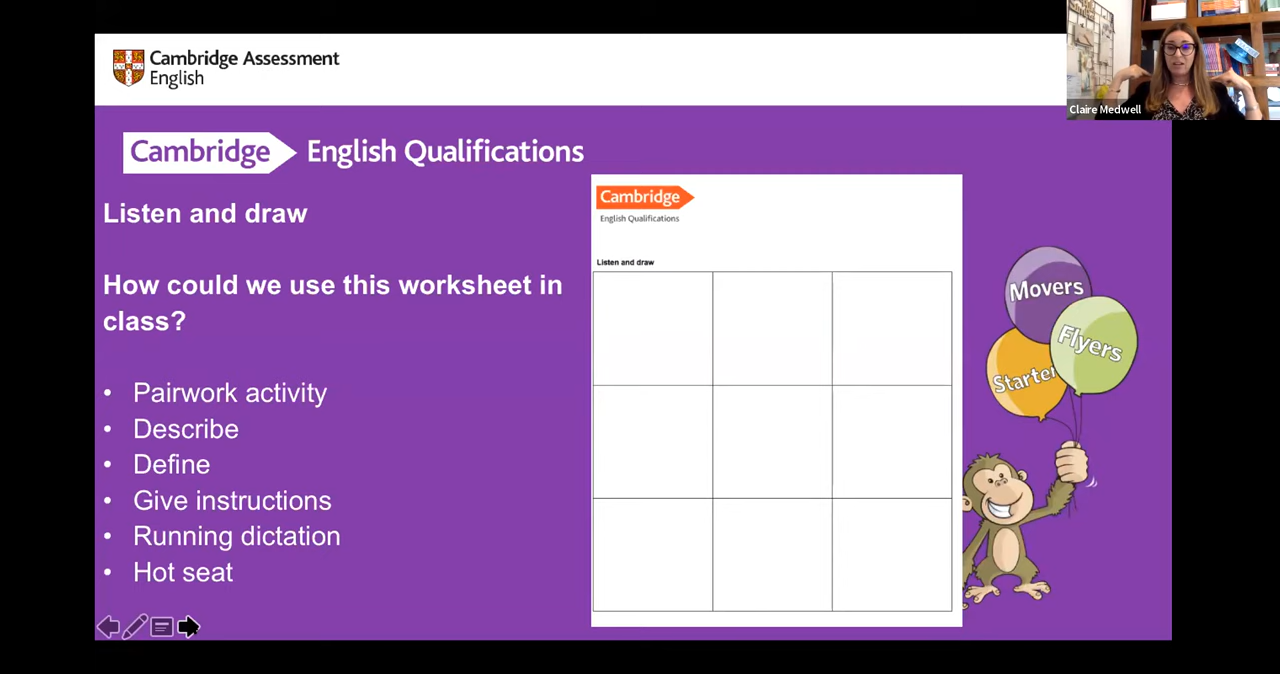 Cambridge Assessment
English
Claire Medwell
Cambridge English Qualifications
Listen and draw
How could we use this worksheet in
class?
• Pairwork activity
• Describe
• Define
• Give instructions
• Running dictation
• Hot seat
Cambridge
English Qualifications
Listen and draw
Movers
Flyers
Starter